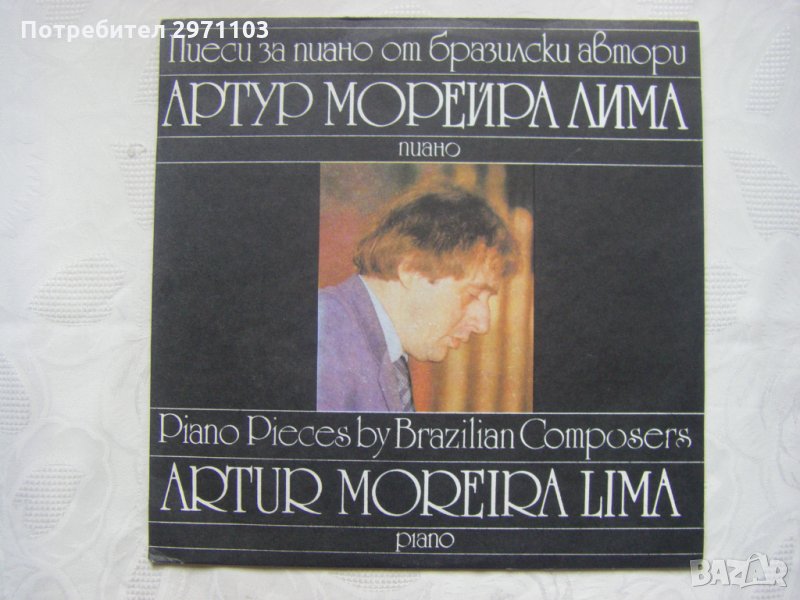 Потребител 2971103
Пиеси за пиано от бразилски автори
АРТУР МОРЕЙРА ЛИМА
пиано
Piano Pieces by Brazilian Composers
ARTUR MOREIRA LIMA
piano
BAZAR